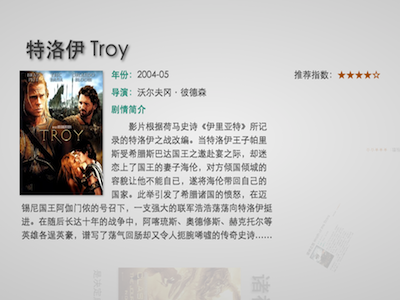 特洛伊 Troy
年份：2004-05
推荐指数：★★★★☆
导演：沃尔夫冈·彼德森
剧情简介
影片根据荷马史诗《伊里亚特》所记
录的特洛伊之战改编。当特洛伊王子帕里
斯受希腊斯巴达国王之邀赴宴之际，却迷
恋上了国王的妻子海伦，对方倾国倾城的
容貌让他不能自已，遂将海伦带回自己的
国家。此举引发了希腊诸国的愤怒，在迈
锡尼国王阿伽门侬的号召下，一支强大的联军浩浩荡荡向特洛伊挺
进。在随后长达十年的战争中，阿喀琉斯、奥德修斯、赫克托尔等
英雄各逞英豪，谱写了荡气回肠却又令人扼腕唏嘘的传奇史诗……
TROY